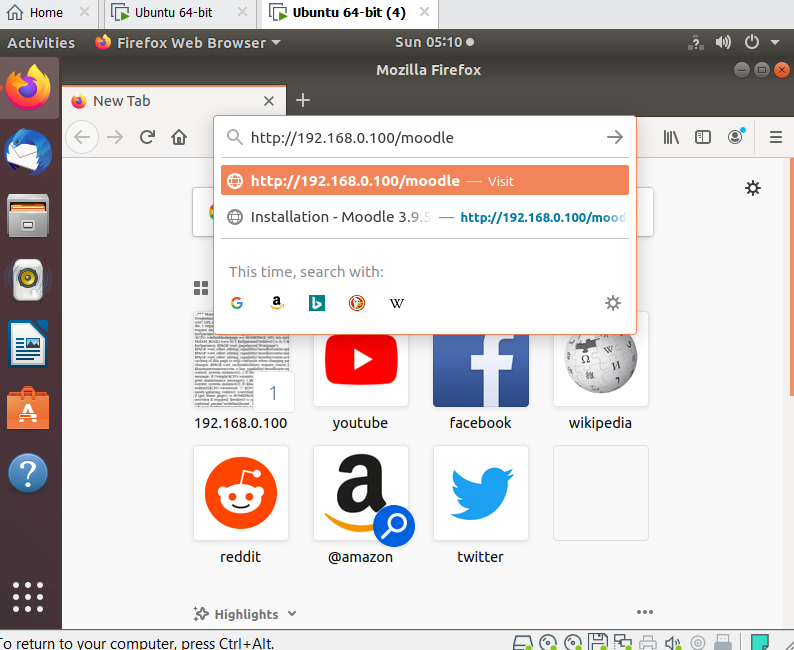 Home
Ubuntu 64-bit
Ubuntu 64-bit (4)
Activities
Firefox Web Browser
Sun 05:10
Mozilla Firefox
New Tab
http://192.168.0.100/moodle
http://192.168.0.100/moodle — Visit
Installation - Moodle 3.9.5 — http://192.168.0.100/mood
This time, search with:
1
192.168.0.100
youtube
facebook
wikipedia
reddit
@amazon
twitter
Highlights
To return to your computer, press Ctrl+Alt.